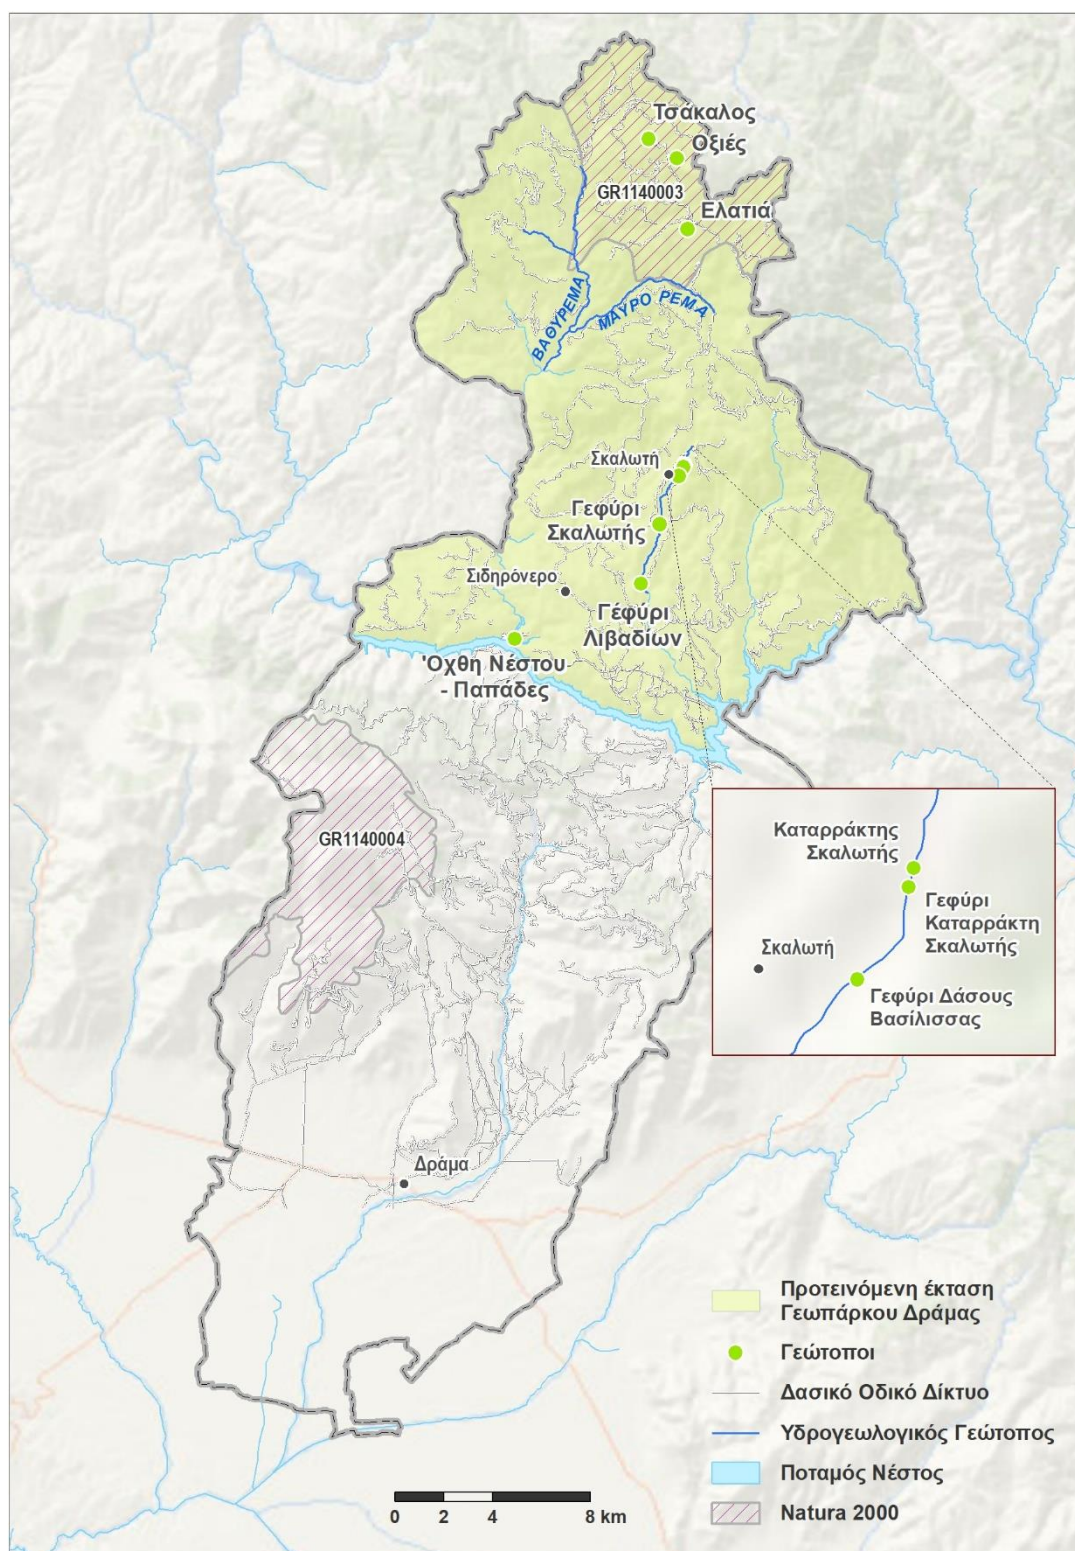 Τσάκαλος
Οξιές
GR1140003
Ελατιά
ΒΑΘΥΡΕΜΑ
ΜΑΥΡΟ ΡΕΜΑ
Σκαλωτή
Γεφύρι
Σκαλωτής
Σιδηρόνερο
Γέφύρι
Λιβαδίων
'Οχθη Νέστου
- Παπάδες
GR1140004
Καταρράκτης
Σκαλωτής
Γεφύρι
Καταρράκτη
Σκαλωτής
Σκαλωτή
Γεφύρι Δάσους
Βασίλισσας
Δράμα
Προτεινόμενη έκταση
Γεωπάρκου Δράμας
Γεώτοποι
Δασικό Οδικό Δίκτυο
Υδρογεωλογικός Γεώτοπος
Ποταμός Νέστος
Natura 2000
0 2 4 8 km